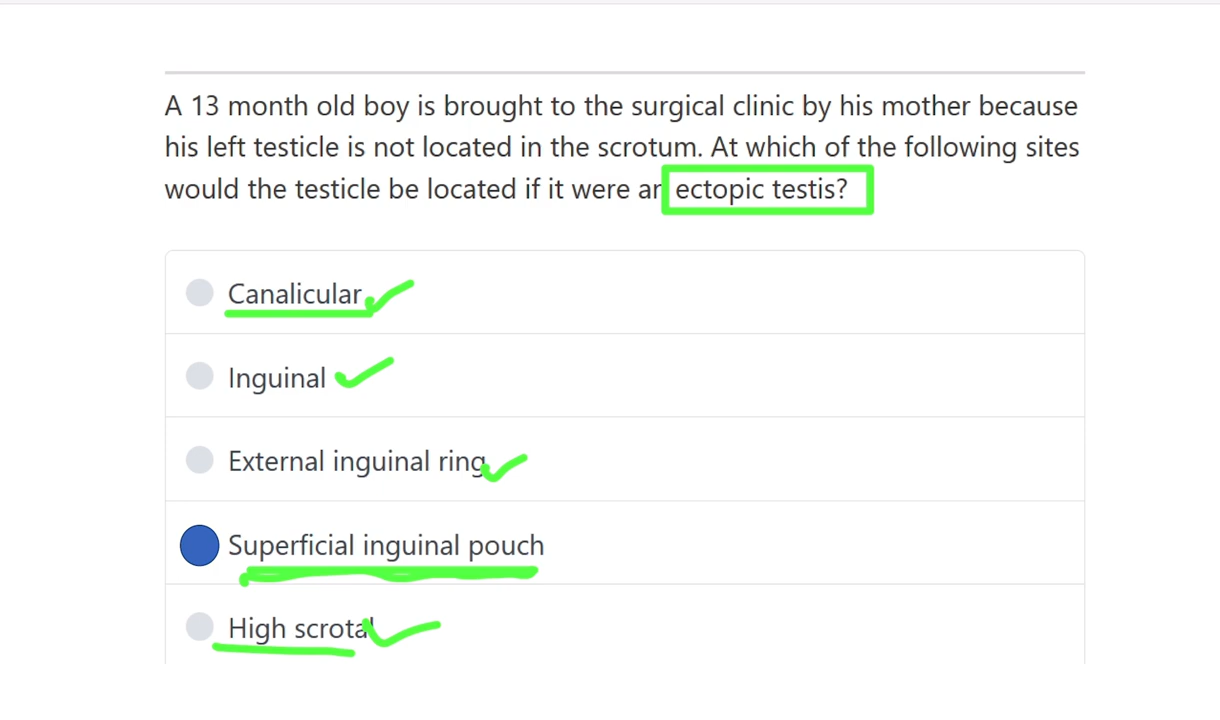 A 13 month old boy is brought to the surgical clinic by his mother because
his left testicle is not located in the scrotum. At which of the following sites
would the testicle be located if it were an ectopic testis?
Canalicular
Inguinal
External inguinal ring
Superficial inguinal pouch
High scrotal